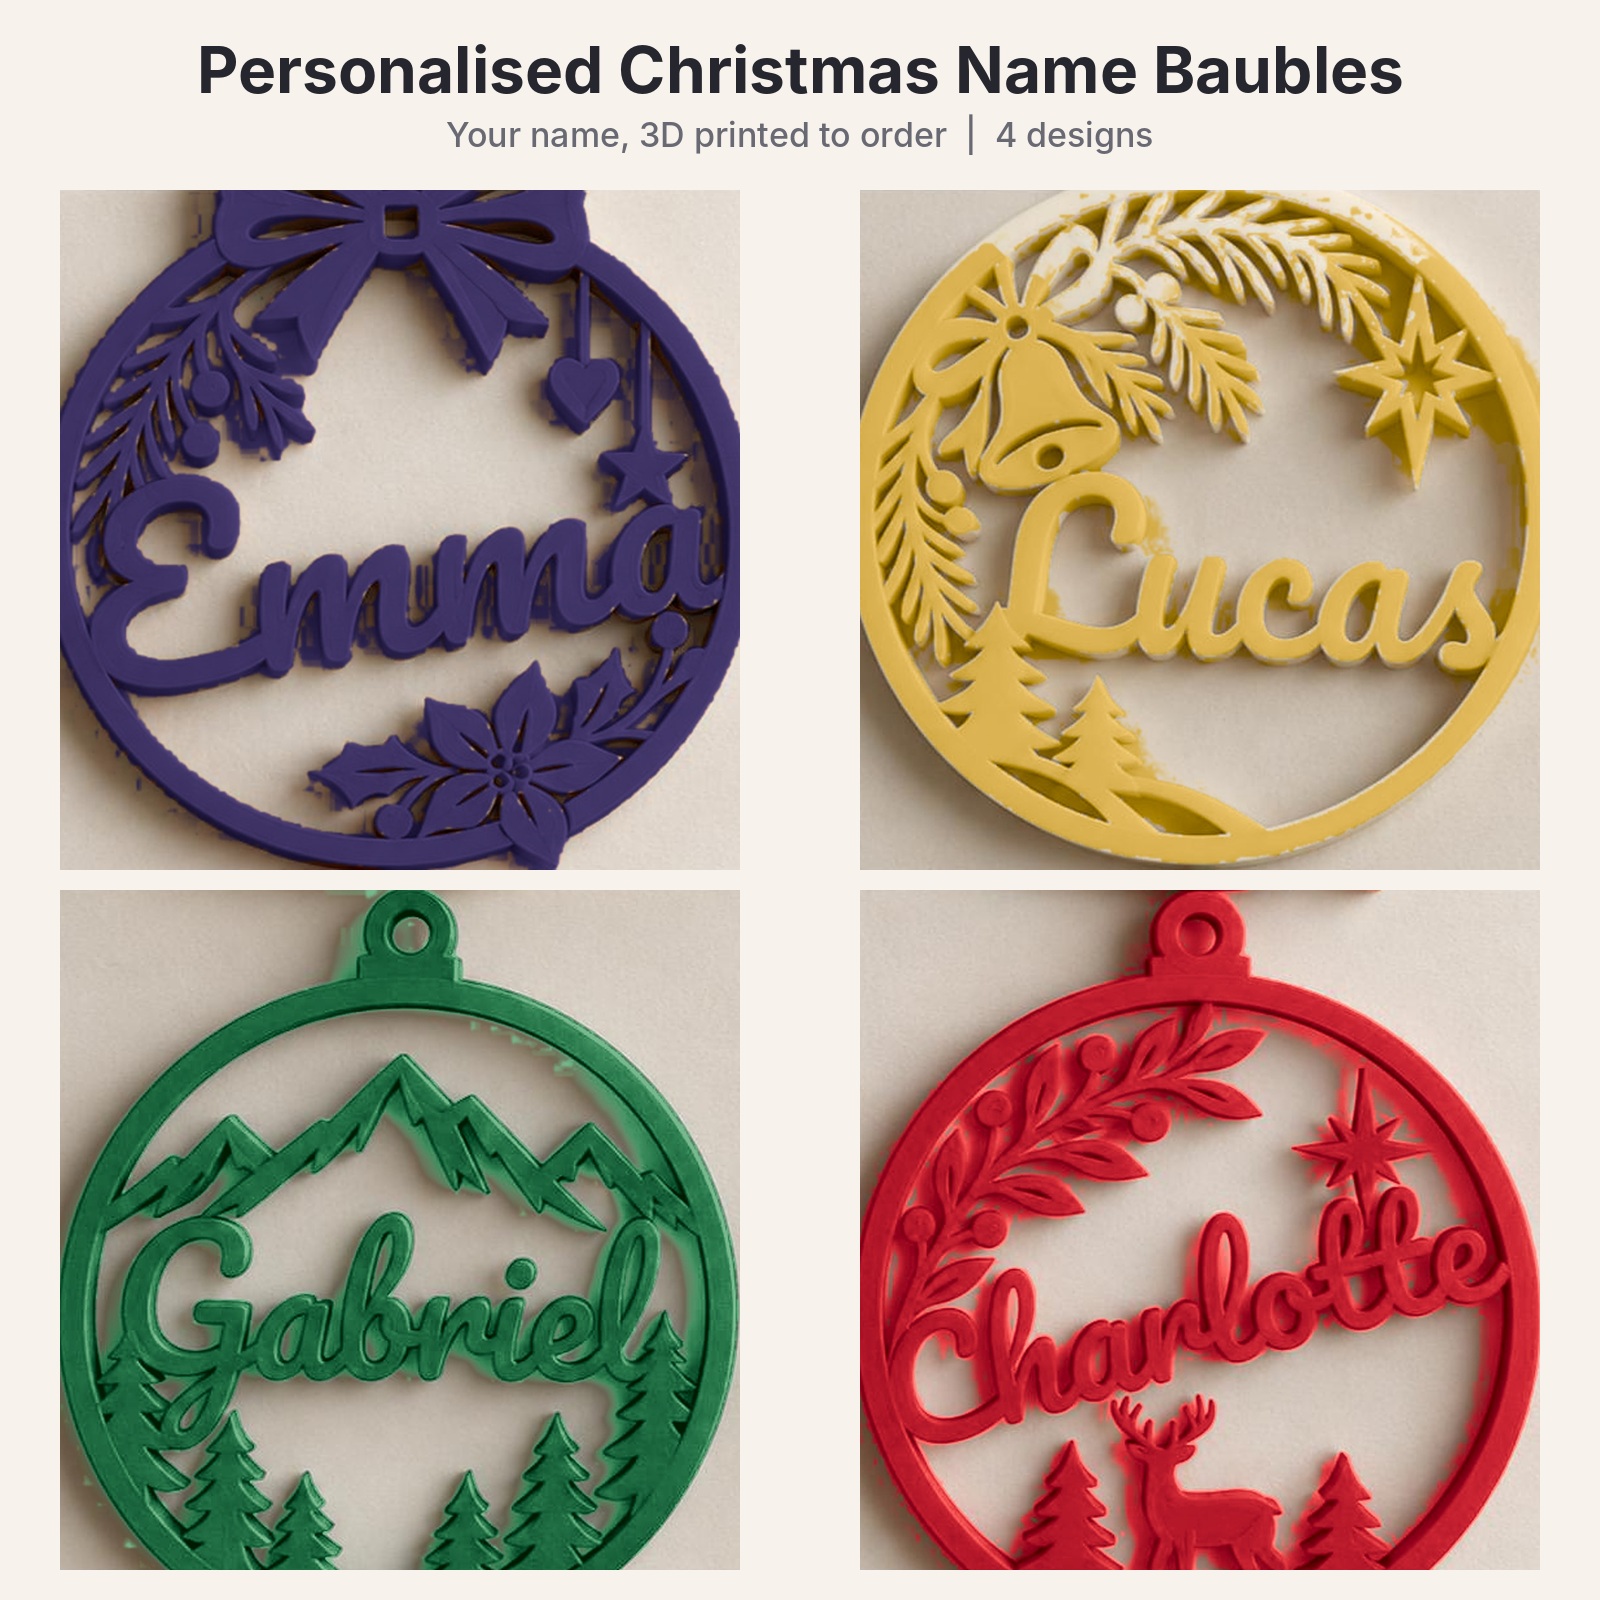 Personalised Christmas Name Baubles
Your name, 3D printed to order | 4 designs
Emma
Lucas
Gabriel
Charlotte